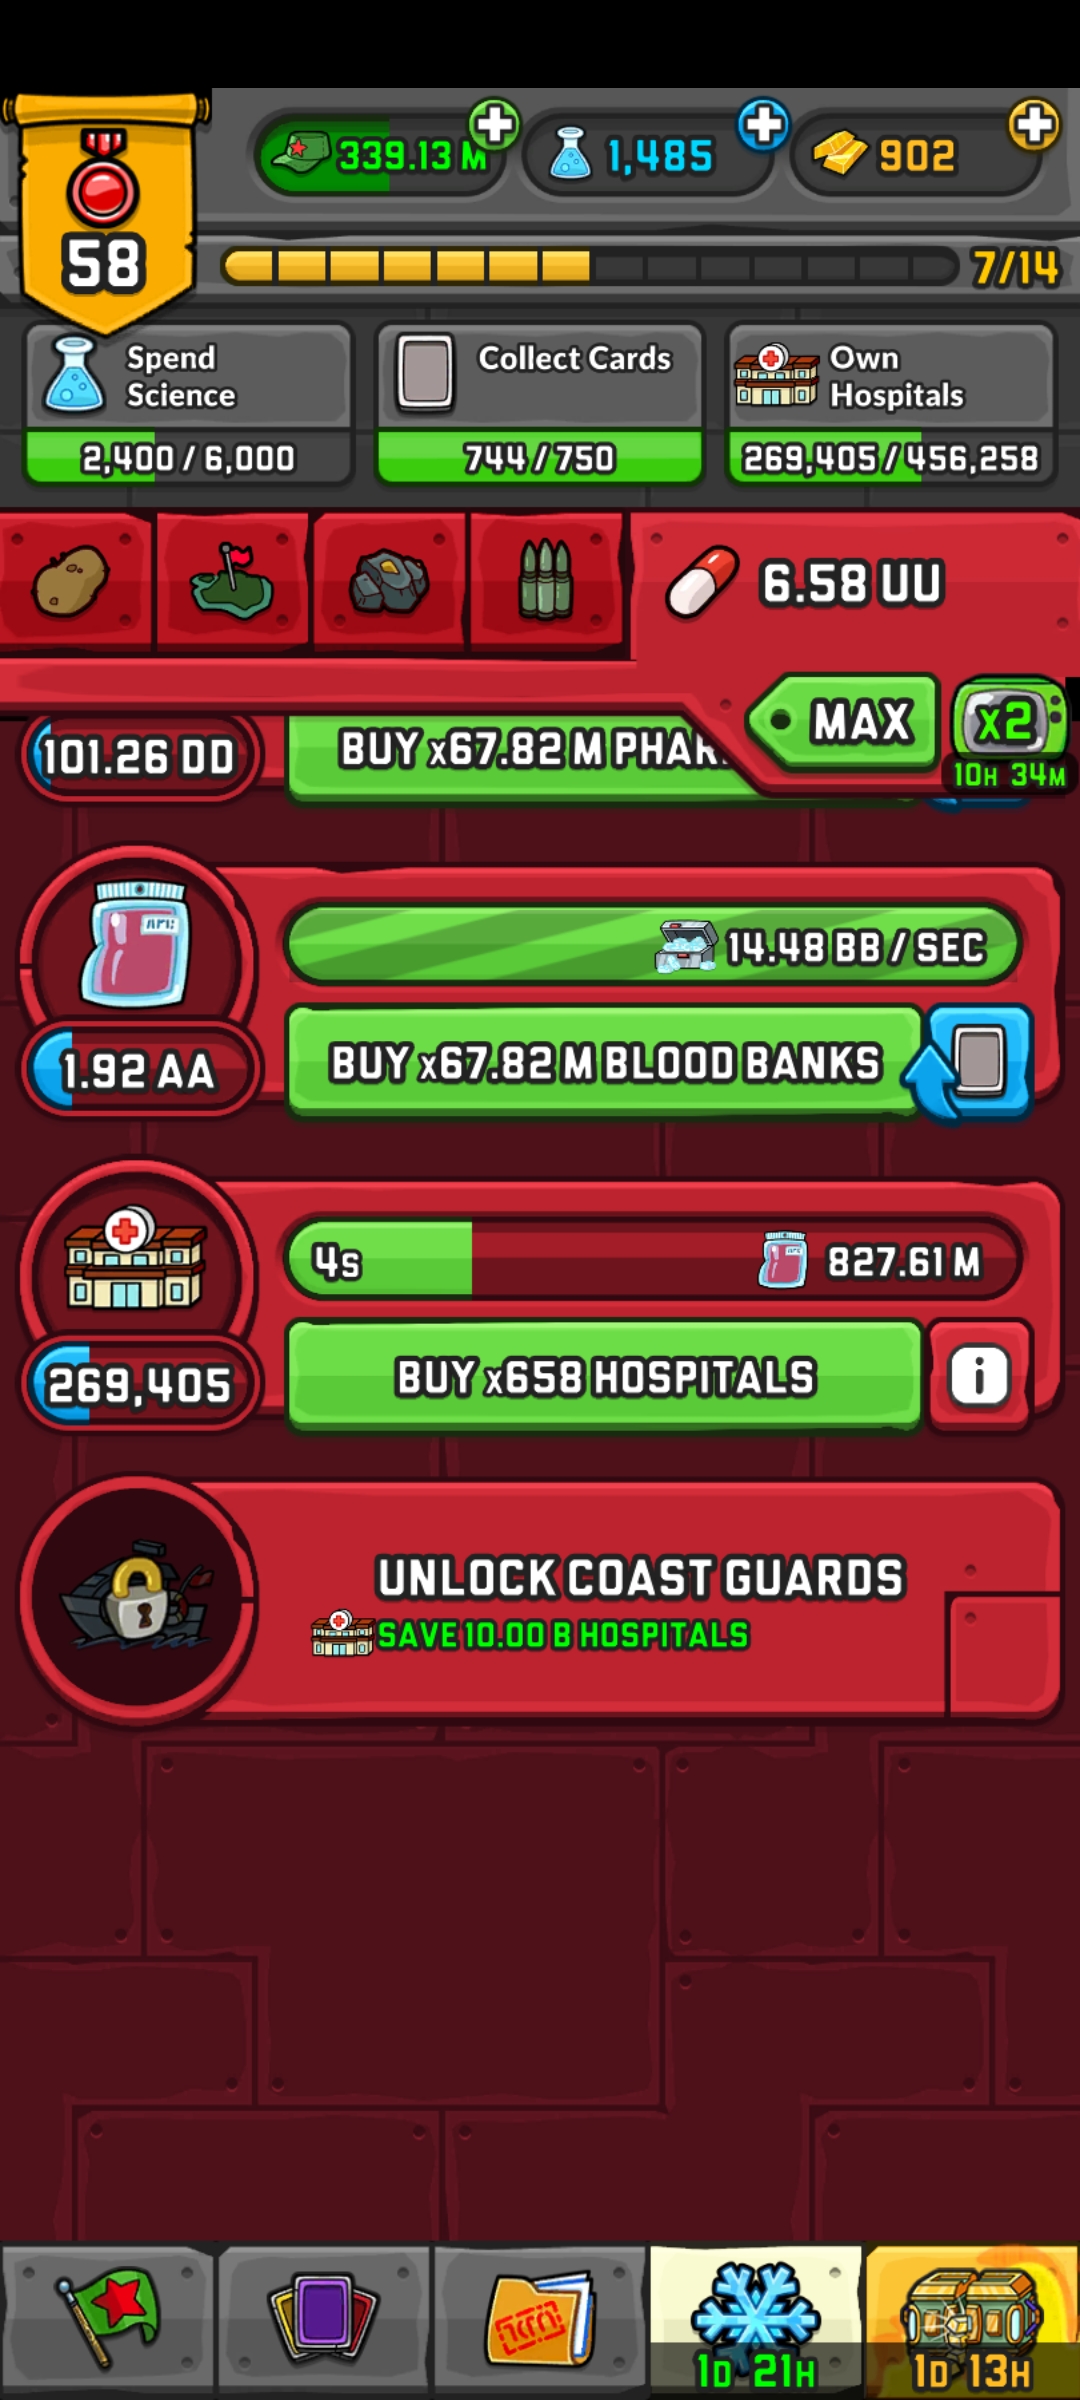 339.13 M
1,485
902
58
7/14
Spend
Science
2,400 / 6,000
Collect Cards
744 / 750
Own
Hospitals
269,405 / 456,258
6.58 UU
MAX
x2
10H 34M
101.26 DD
BUY x67.82 M PHAR
14.48 BB / SEC
1.92 AA
BUY x67.82 M BLOOD BANKS
4s
827.61 M
269,405
BUY x658 HOSPITALS
i
UNLOCK COAST GUARDS
SAVE 10.00 B HOSPITALS
1D 21H
1D 13H